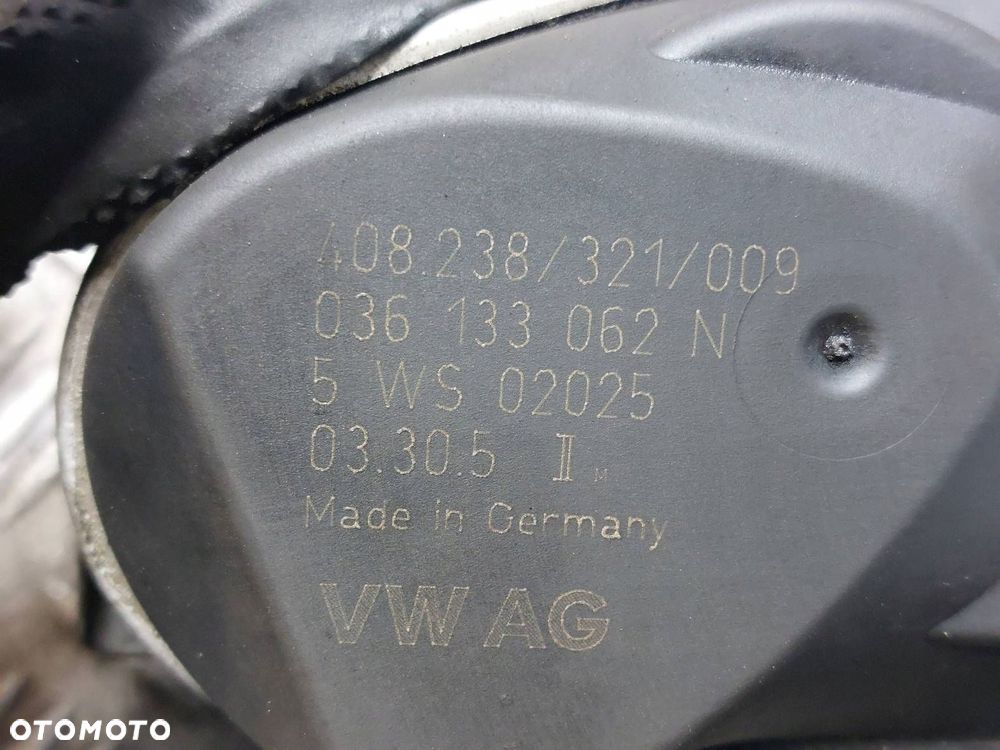 408.238/321/009
036 133 062 N
5 WS 02025
03.30.5 II M
Made in Germany
VW AG
OTOMOTO